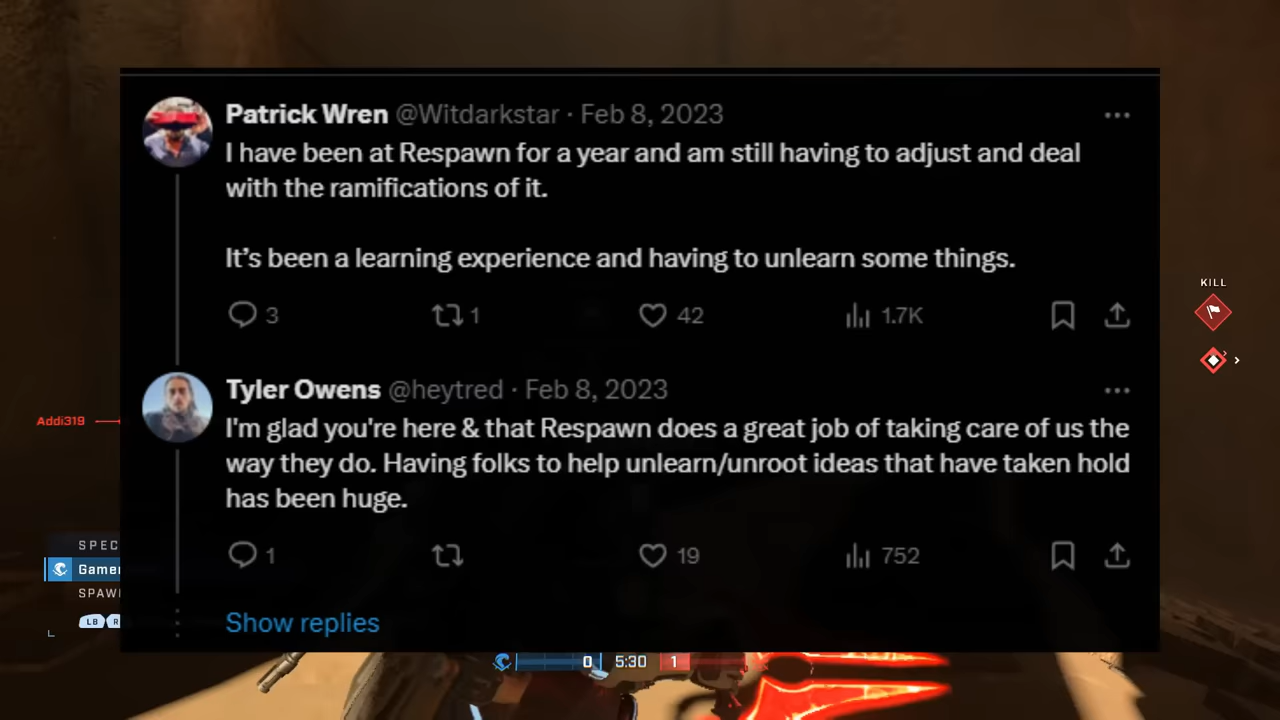 Patrick Wren @Witdarkstar · Feb 8, 2023
I have been at Respawn for a year and am still having to adjust and deal
with the ramifications of it.
It’s been a learning experience and having to unlearn some things.
3 1 42 1.7K
KILL
Tyler Owens @heytred · Feb 8, 2023
Addi319
I'm glad you're here & that Respawn does a great job of taking care of us the
way they do. Having folks to help unlearn/unroot ideas that have taken hold
has been huge.
1 19 752
SPEC
Game
SPAW
LB R
Show replies
0 5:30 1